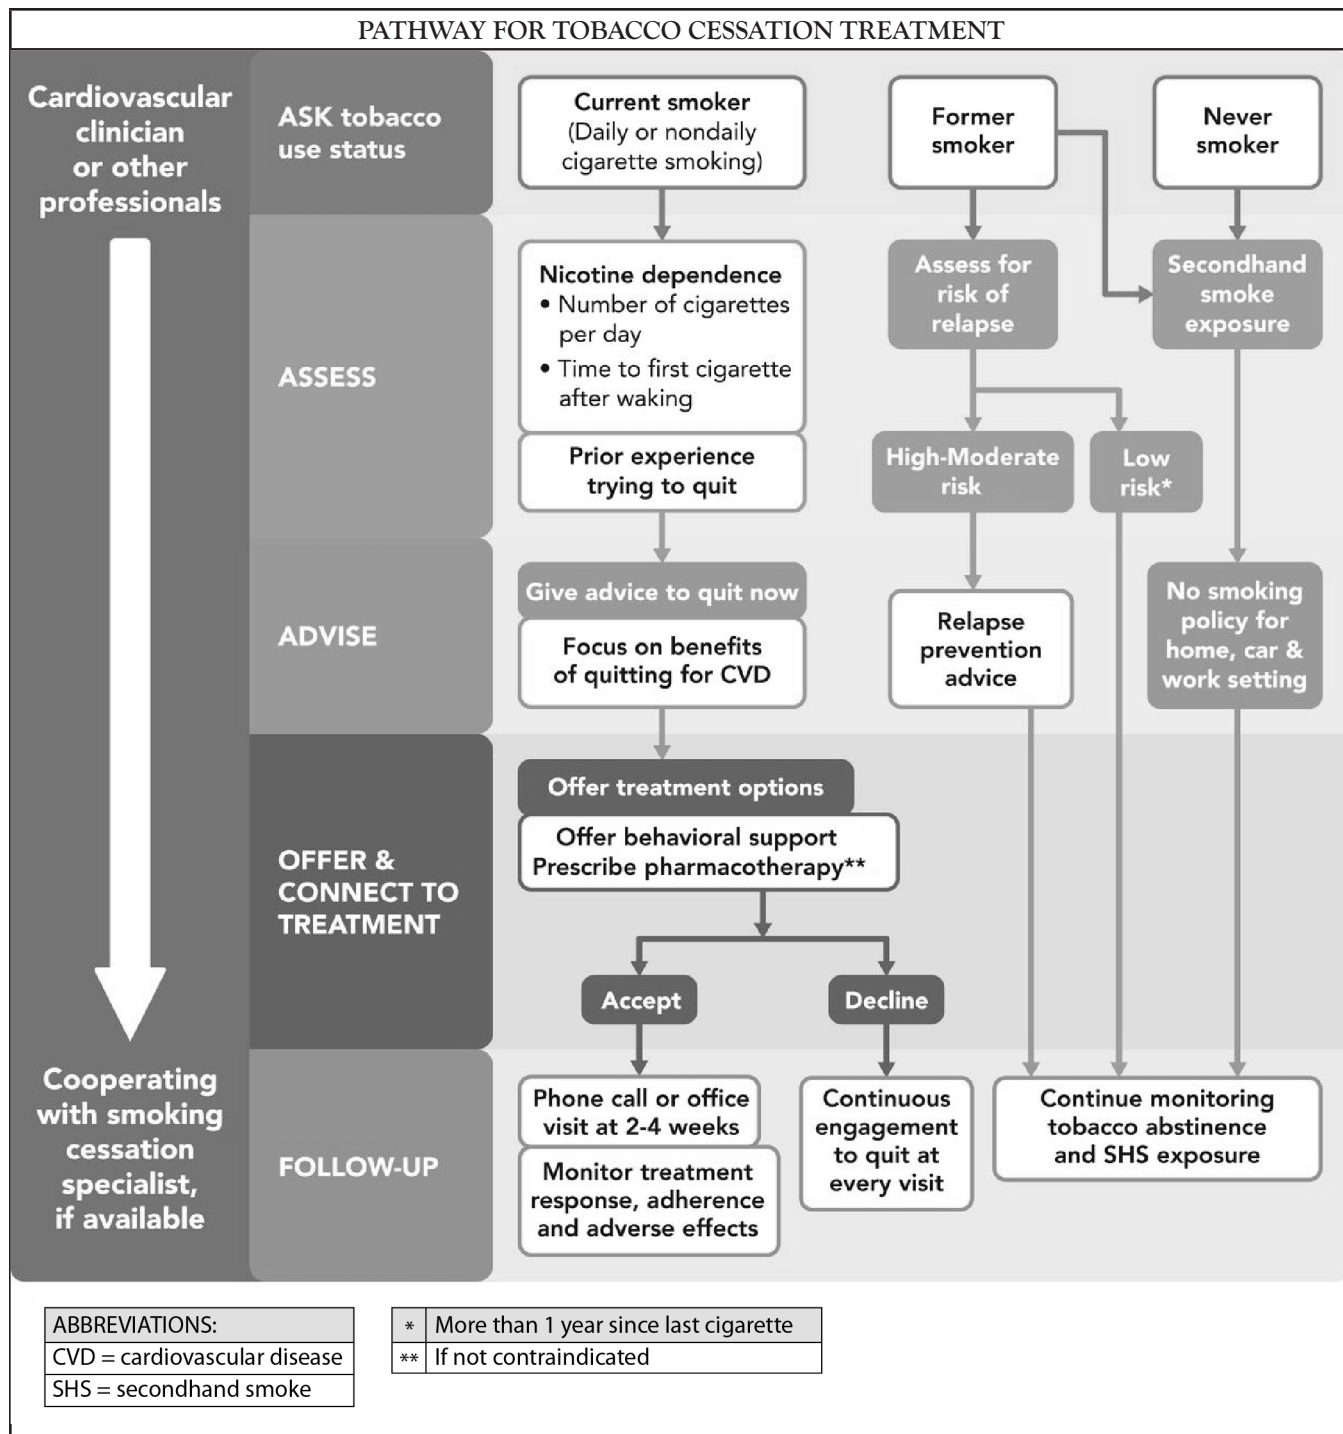 PATHWAY FOR TOBACCO CESSATION TREATMENT
Cardiovascular
clinician
or other
professionals
Cooperating
with smoking
cessation
specialist,
if available
ASK tobacco
use status
Current smoker
(Daily or nondaily
cigarette smoking)
Former
smoker
Never
smoker
ASSESS
Nicotine dependence
• Number of cigarettes
per day
• Time to first cigarette
after waking
Prior experience
trying to quit
Assess for
risk of
relapse
Secondhand
smoke
exposure
High-Moderate
risk
Low
risk*
ADVISE
Give advice to quit now
Focus on benefits
of quitting for CVD
Relapse
prevention
advice
No smoking
policy for
home, car &
work setting
OFFER &
CONNECT TO
TREATMENT
Offer treatment options
Offer behavioral support
Prescribe pharmacotherapy**
Accept
Decline
FOLLOW-UP
Phone call or office
visit at 2-4 weeks
Monitor treatment
response, adherence
and adverse effects
Continuous
engagement
to quit at
every visit
Continue monitoring
tobacco abstinence
and SHS exposure
ABBREVIATIONS:
CVD = cardiovascular disease
SHS = secondhand smoke
* More than 1 year since last cigarette
** If not contraindicated